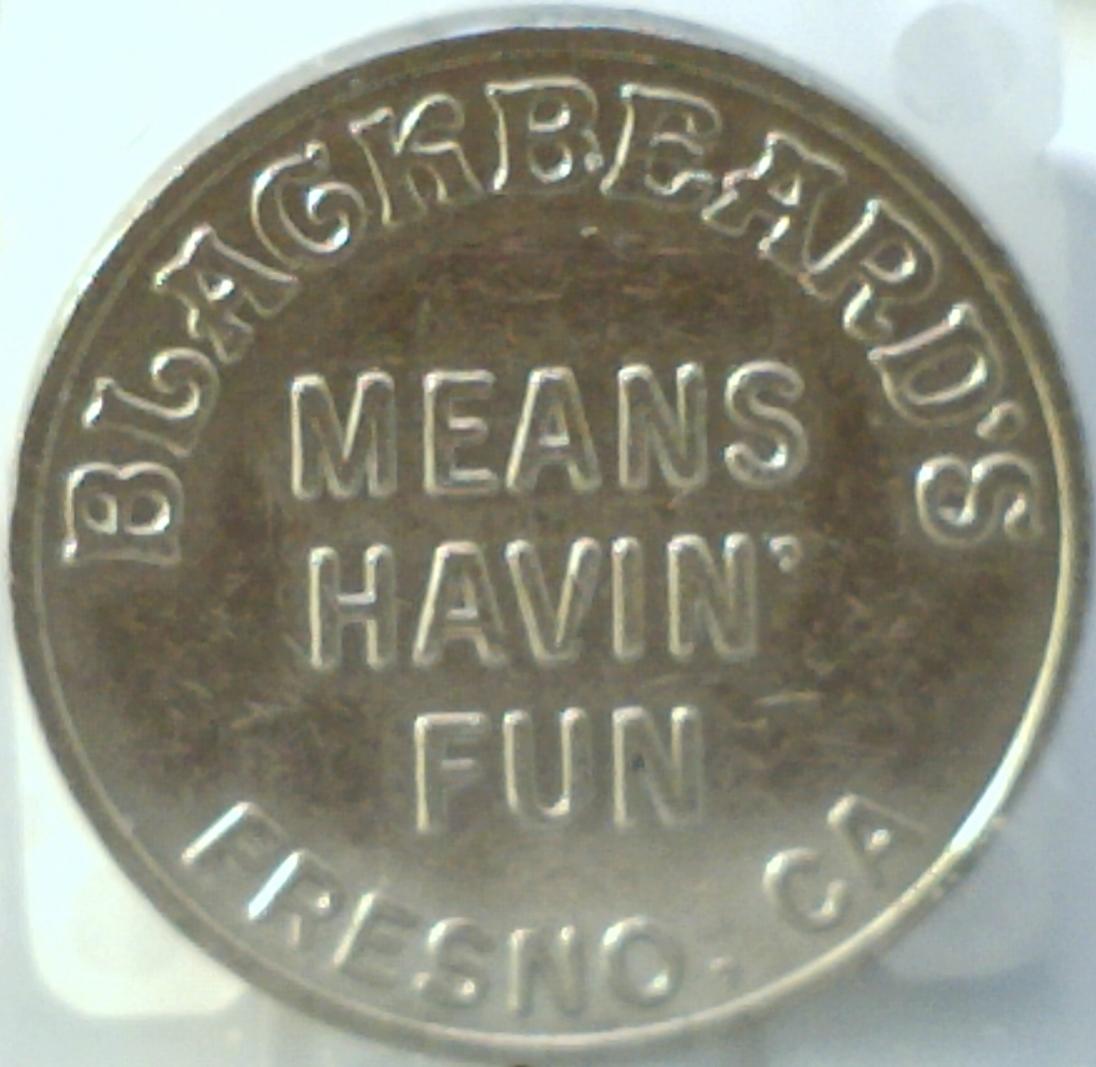 BLACKBEARD'S
MEANS
HAVIN'
FUN
FRESNO, CA